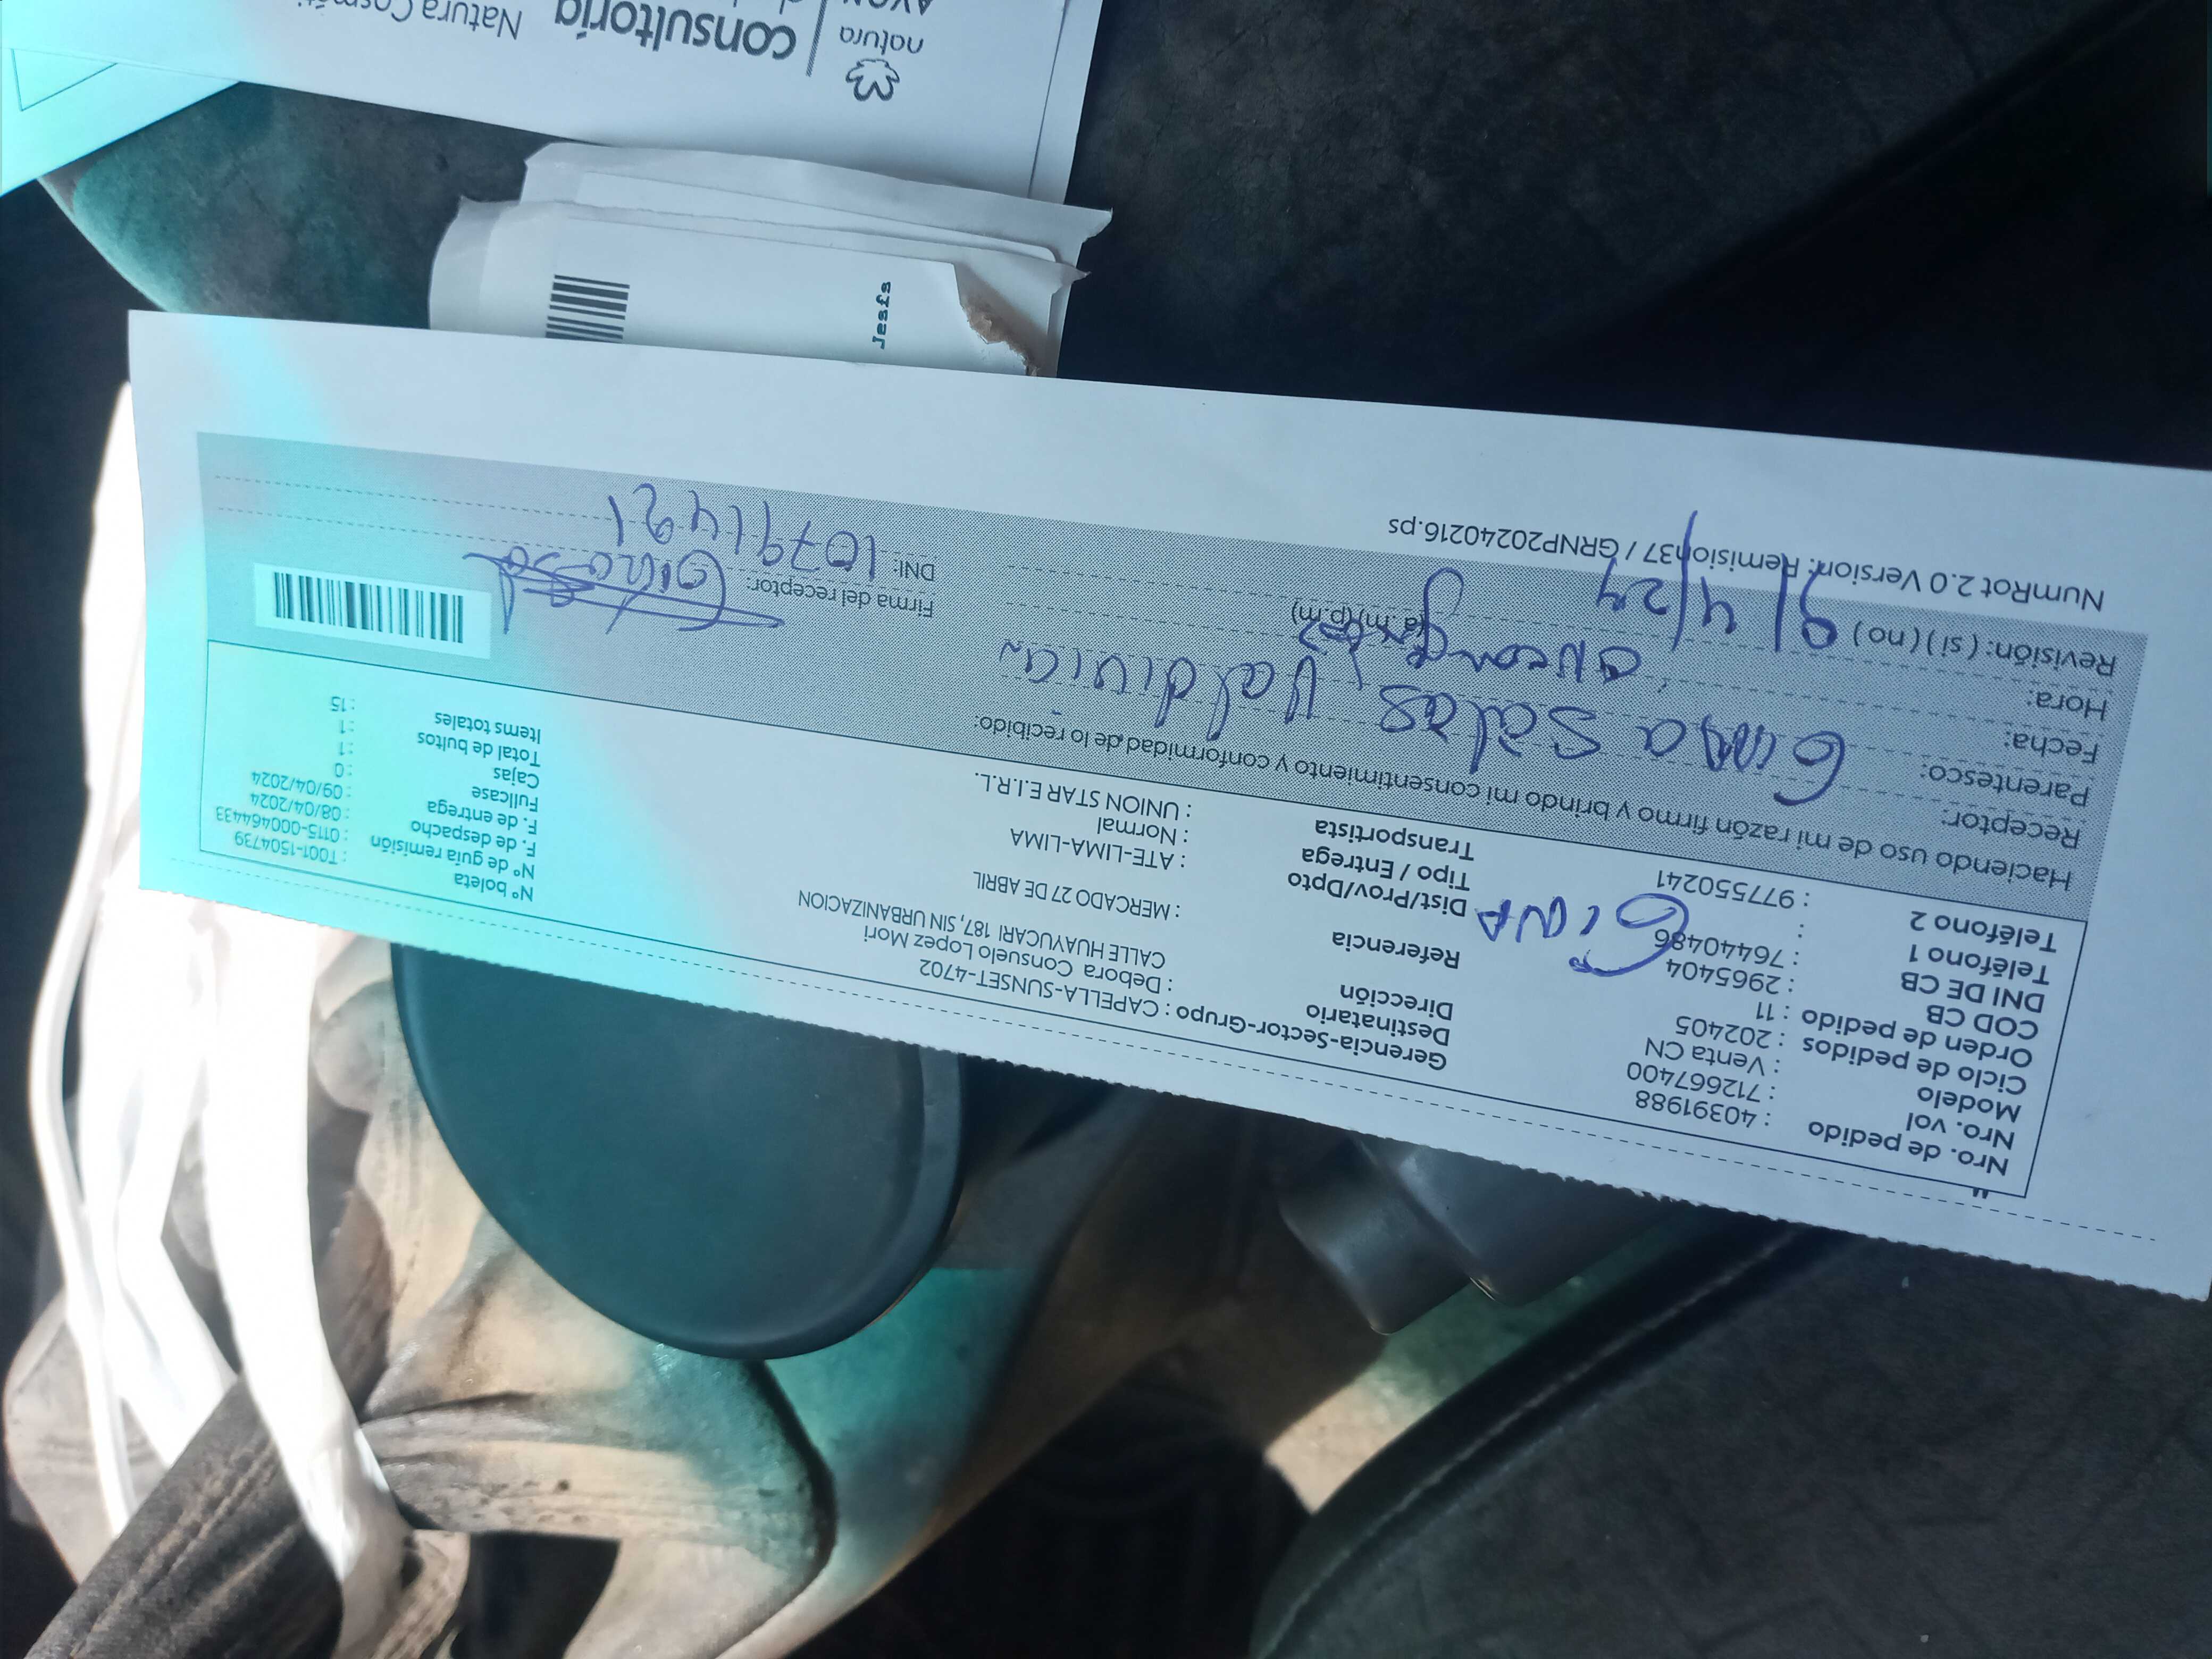 Nro. de pedido : 40391988
Nro. vol : 712667400
Modelo : Venta CN
Ciclo de pedidos : 202405
Orden de pedido : 11
COD CB : 2965404
DNI DE CB : 76440486
Teléfono 1 :
Teléfono 2 : 977550241
Gerencia-Sector-Grupo : CAPELLA-SUNSET-4702
Destinatario : Debora Consuelo Lopez Mori
Dirección CALLE HUAYUCARI 187, SIN URBANIZACION
Referencia : MERCADO 27 DE ABRIL
Dist/Prov/Dpto : ATE-LIMA-LIMA
Tipo / Entrega : Normal
Transportista : UNION STAR E.I.R.L.
GINA
N° boleta : T001-1504739
N° de guía remisión : 0115-000464433
F. de despacho : 08/04/2024
F. de entrega : 09/04/2024
Fullcase : 0
Cajas : 1
Total de bultos : 1
Items totales : 15
Haciendo uso de mi razón firmo y brindo mi consentimiento y conformidad de lo recibido:
Receptor: Gina Salas Valdivia
Parentesco:
Fecha:
Hora: (a.m)(p.m)
Revisión: ( si ) ( no ) 9/4/24
Firma del receptor:
DNI: 10791421
NumRot 2.0 Version: Remision37 / GRNP20240216.ps
Jesfs
natura
AVON
consultoría
Natura Cosméti